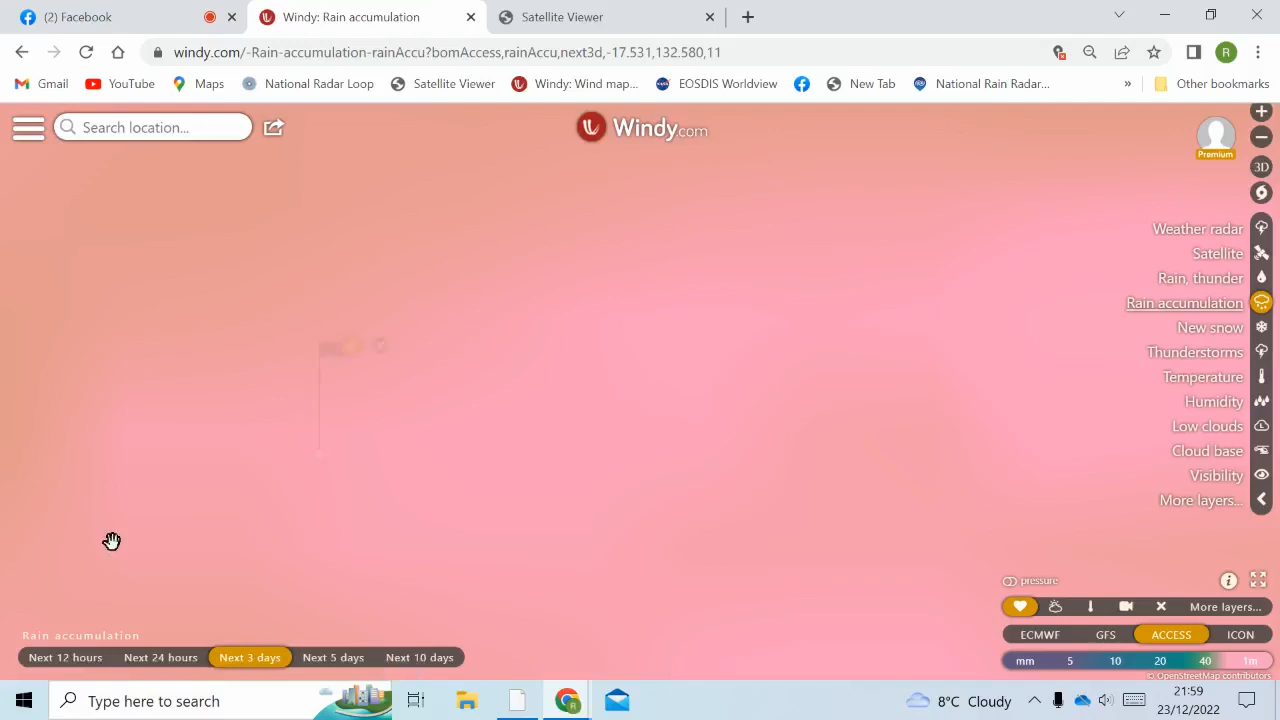 (2) Facebook
Windy: Rain accumulation
Satellite Viewer
windy.com/-Rain-accumulation-rainAccu?bomAccess,rainAccu,next3d,-17.531,132.580,11
R
Gmail
YouTube
Maps
National Radar Loop
Satellite Viewer
Windy: Wind map...
EOSDIS Worldview
New Tab
National Rain Radar...
»
Other bookmarks
Search location...
Windy.com
Premium
3D
Weather radar
Satellite
Rain, thunder
Rain accumulation
New snow
Thunderstorms
Temperature
Humidity
Low clouds
Cloud base
Visibility
More layers...
pressure
More layers...
Rain accumulation
Next 12 hours
Next 24 hours
Next 3 days
Next 5 days
Next 10 days
ECMWF
GFS
ACCESS
ICON
mm 5 10 20 40 1m
© OpenStreetMap contributors
Type here to search
8°C Cloudy
21:59
23/12/2022